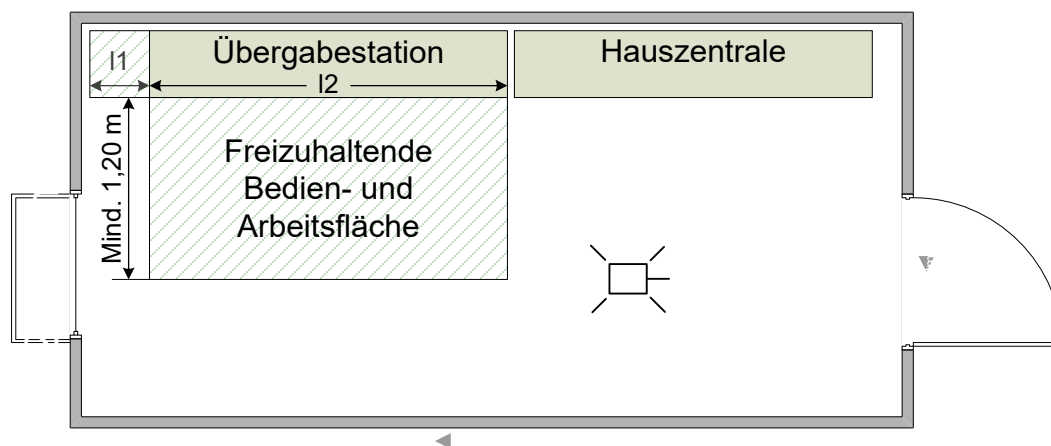 l1
Übergabestation
l2
Hauszentrale
Mind. 1,20 m
Freizuhaltende
Bedien- und
Arbeitsfläche